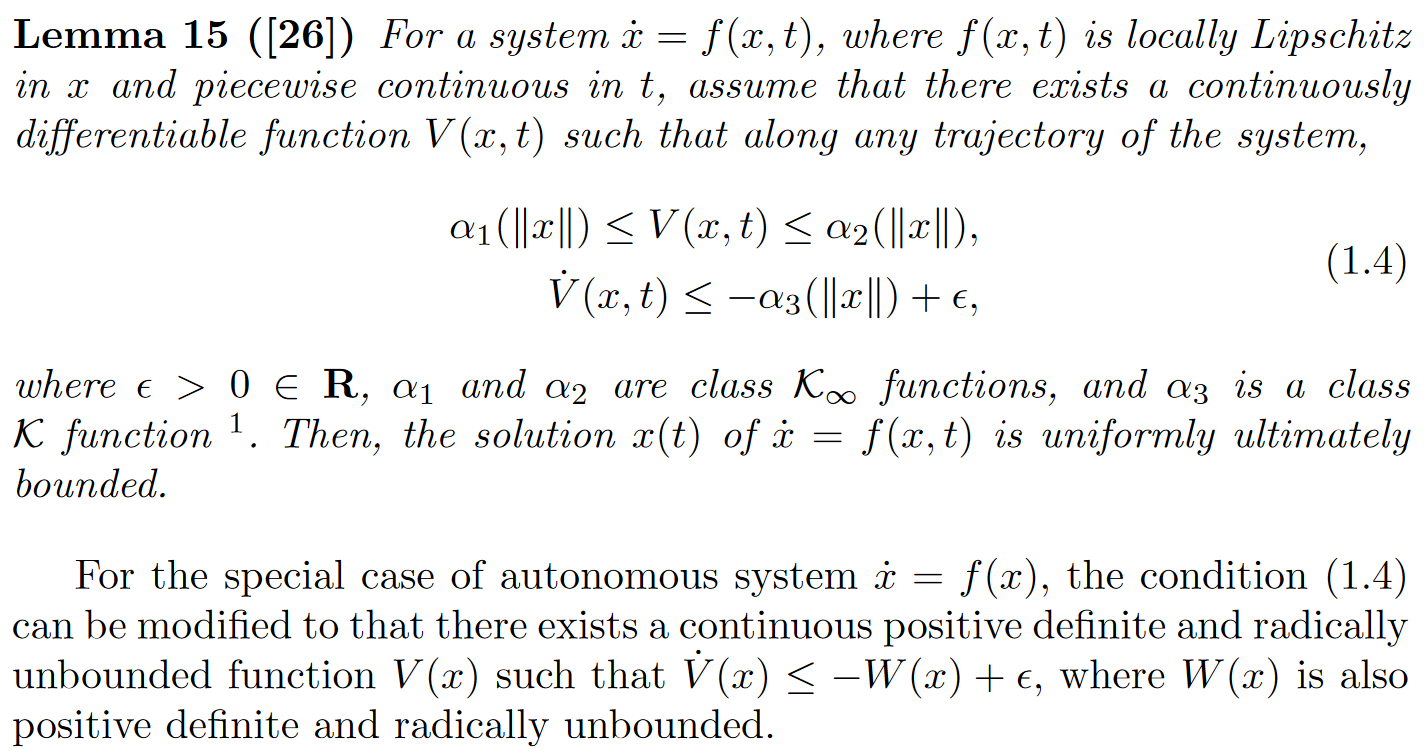 Lemma 15 ([26]) For a system ẋ = f(x, t), where f(x, t) is locally Lipschitz
in x and piecewise continuous in t, assume that there exists a continuously
differentiable function V(x, t) such that along any trajectory of the system,
α₁(‖x‖) ≤ V(x, t) ≤ α₂(‖x‖),
(1.4)
V̇(x, t) ≤ −α₃(‖x‖) + ϵ,
where ϵ > 0 ∈ R, α₁ and α₂ are class 𝒦∞ functions, and α₃ is a class
𝒦 function ¹. Then, the solution x(t) of ẋ = f(x, t) is uniformly ultimately
bounded.
For the special case of autonomous system ẋ = f(x), the condition (1.4)
can be modified to that there exists a continuous positive definite and radically
unbounded function V(x) such that V̇(x) ≤ −W(x) + ϵ, where W(x) is also
positive definite and radically unbounded.